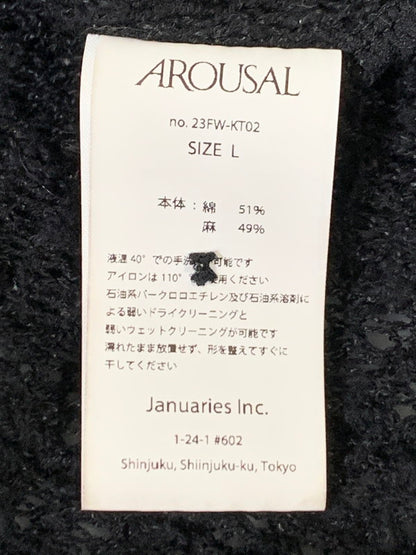 AROUSAL
no. 23FW-KT02
SIZE L
本体：綿 51%
麻 49%
液温 40°での手洗 可能です
アイロンは 110° 使用ください
石油系パークロロエチレン及び石油系溶剤に
よる弱いドライクリーニングと
弱いウェットクリーニングが可能です
濡れたまま放置せず、形を整えてすぐに
干してください
Januaries Inc.
1-24-1 #602
Shinjuku, Shiinjuku-ku, Tokyo